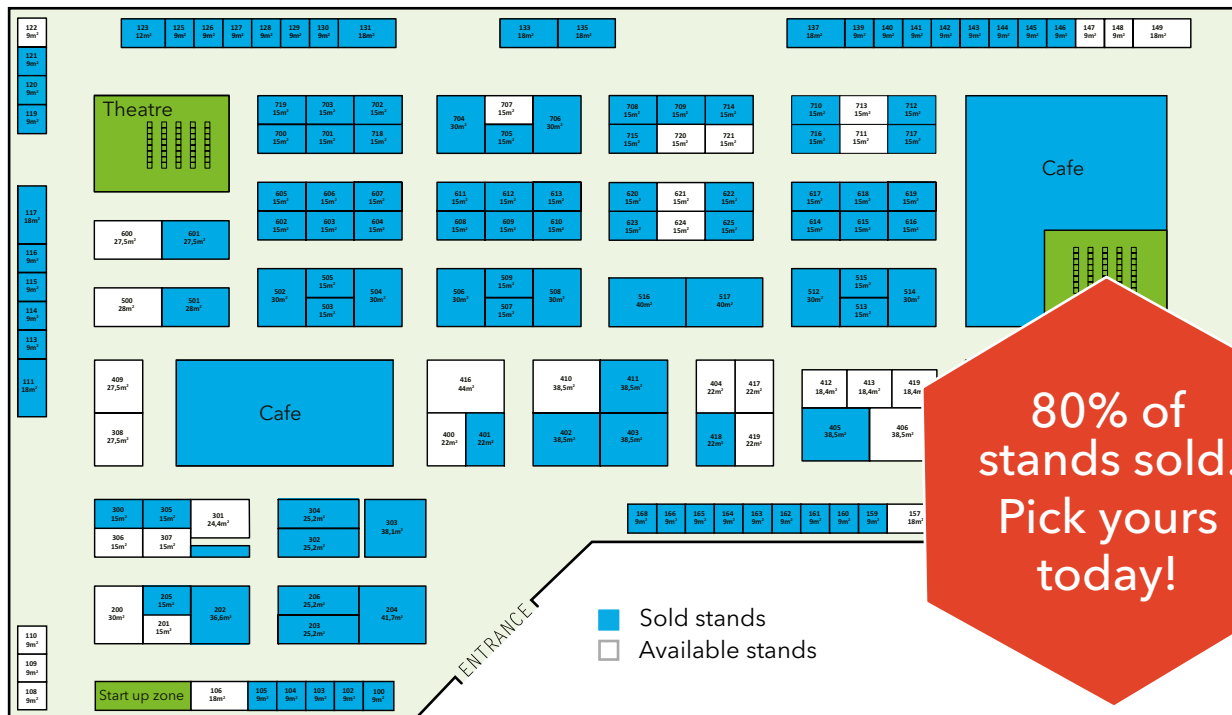 122
9m²
123
12m²
125
9m²
126
9m²
127
9m²
128
9m²
129
9m²
130
9m²
131
18m²
133
18m²
135
18m²
137
18m²
139
9m²
140
9m²
141
9m²
142
9m²
143
9m²
144
9m²
145
9m²
146
9m²
147
9m²
148
9m²
149
18m²
121
9m²
120
9m²
119
9m²
Theatre
719
15m²
703
15m²
702
15m²
700
15m²
701
15m²
718
15m²
704
30m²
707
15m²
705
15m²
706
30m²
708
15m²
709
15m²
714
15m²
715
15m²
720
15m²
721
15m²
710
15m²
713
15m²
712
15m²
716
15m²
711
15m²
717
15m²
Cafe
117
18m²
116
9m²
115
9m²
114
9m²
113
9m²
111
18m²
605
15m²
606
15m²
607
15m²
602
15m²
603
15m²
604
15m²
611
15m²
612
15m²
613
15m²
608
15m²
609
15m²
610
15m²
620
15m²
621
15m²
622
15m²
623
15m²
624
15m²
625
15m²
617
15m²
618
15m²
619
15m²
614
15m²
615
15m²
616
15m²
600
27,5m²
601
27,5m²
500
28m²
501
28m²
502
30m²
505
15m²
503
15m²
504
30m²
506
30m²
509
15m²
507
15m²
508
30m²
516
40m²
517
40m²
512
30m²
515
15m²
513
15m²
514
30m²
409
27,5m²
308
27,5m²
Cafe
416
44m²
400
22m²
401
22m²
410
38,5m²
411
38,5m²
402
38,5m²
403
38,5m²
404
22m²
417
22m²
418
22m²
419
22m²
412
18,4m²
413
18,4m²
419
18,4m²
405
38,5m²
406
38,5m²
80% of
stands sold.
Pick yours
today!
300
15m²
305
15m²
301
24,4m²
306
15m²
307
15m²
304
25,2m²
302
25,2m²
303
38,1m²
168
9m²
166
9m²
165
9m²
164
9m²
163
9m²
162
9m²
161
9m²
160
9m²
159
9m²
157
18m²
200
30m²
205
15m²
201
15m²
202
36,6m²
206
25,2m²
203
25,2m²
204
41,7m²
ENTRANCE
Sold stands
Available stands
110
9m²
109
9m²
108
9m²
Start up zone
106
18m²
105
9m²
104
9m²
103
9m²
102
9m²
100
9m²